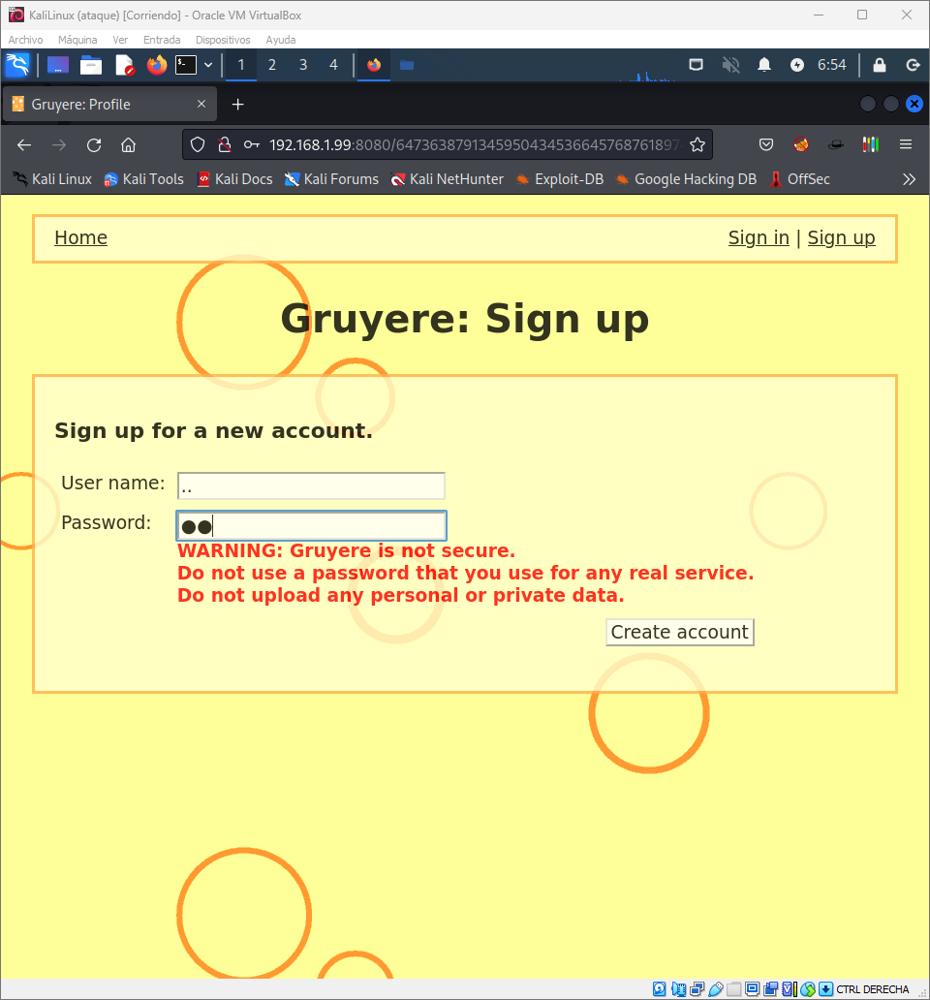 KaliLinux (ataque) [Corriendo] - Oracle VM VirtualBox
Archivo Máquina Ver Entrada Dispositivos Ayuda
1 2 3 4 6:54
Gruyere: Profile
192.168.1.99:8080/6473638791345950434536645768761897
Kali Linux Kali Tools Kali Docs Kali Forums Kali NetHunter Exploit-DB Google Hacking DB OffSec
Home Sign in | Sign up
Gruyere: Sign up
Sign up for a new account.
User name: ..
Password: ●●
WARNING: Gruyere is not secure.
Do not use a password that you use for any real service.
Do not upload any personal or private data.
Create account
CTRL DERECHA